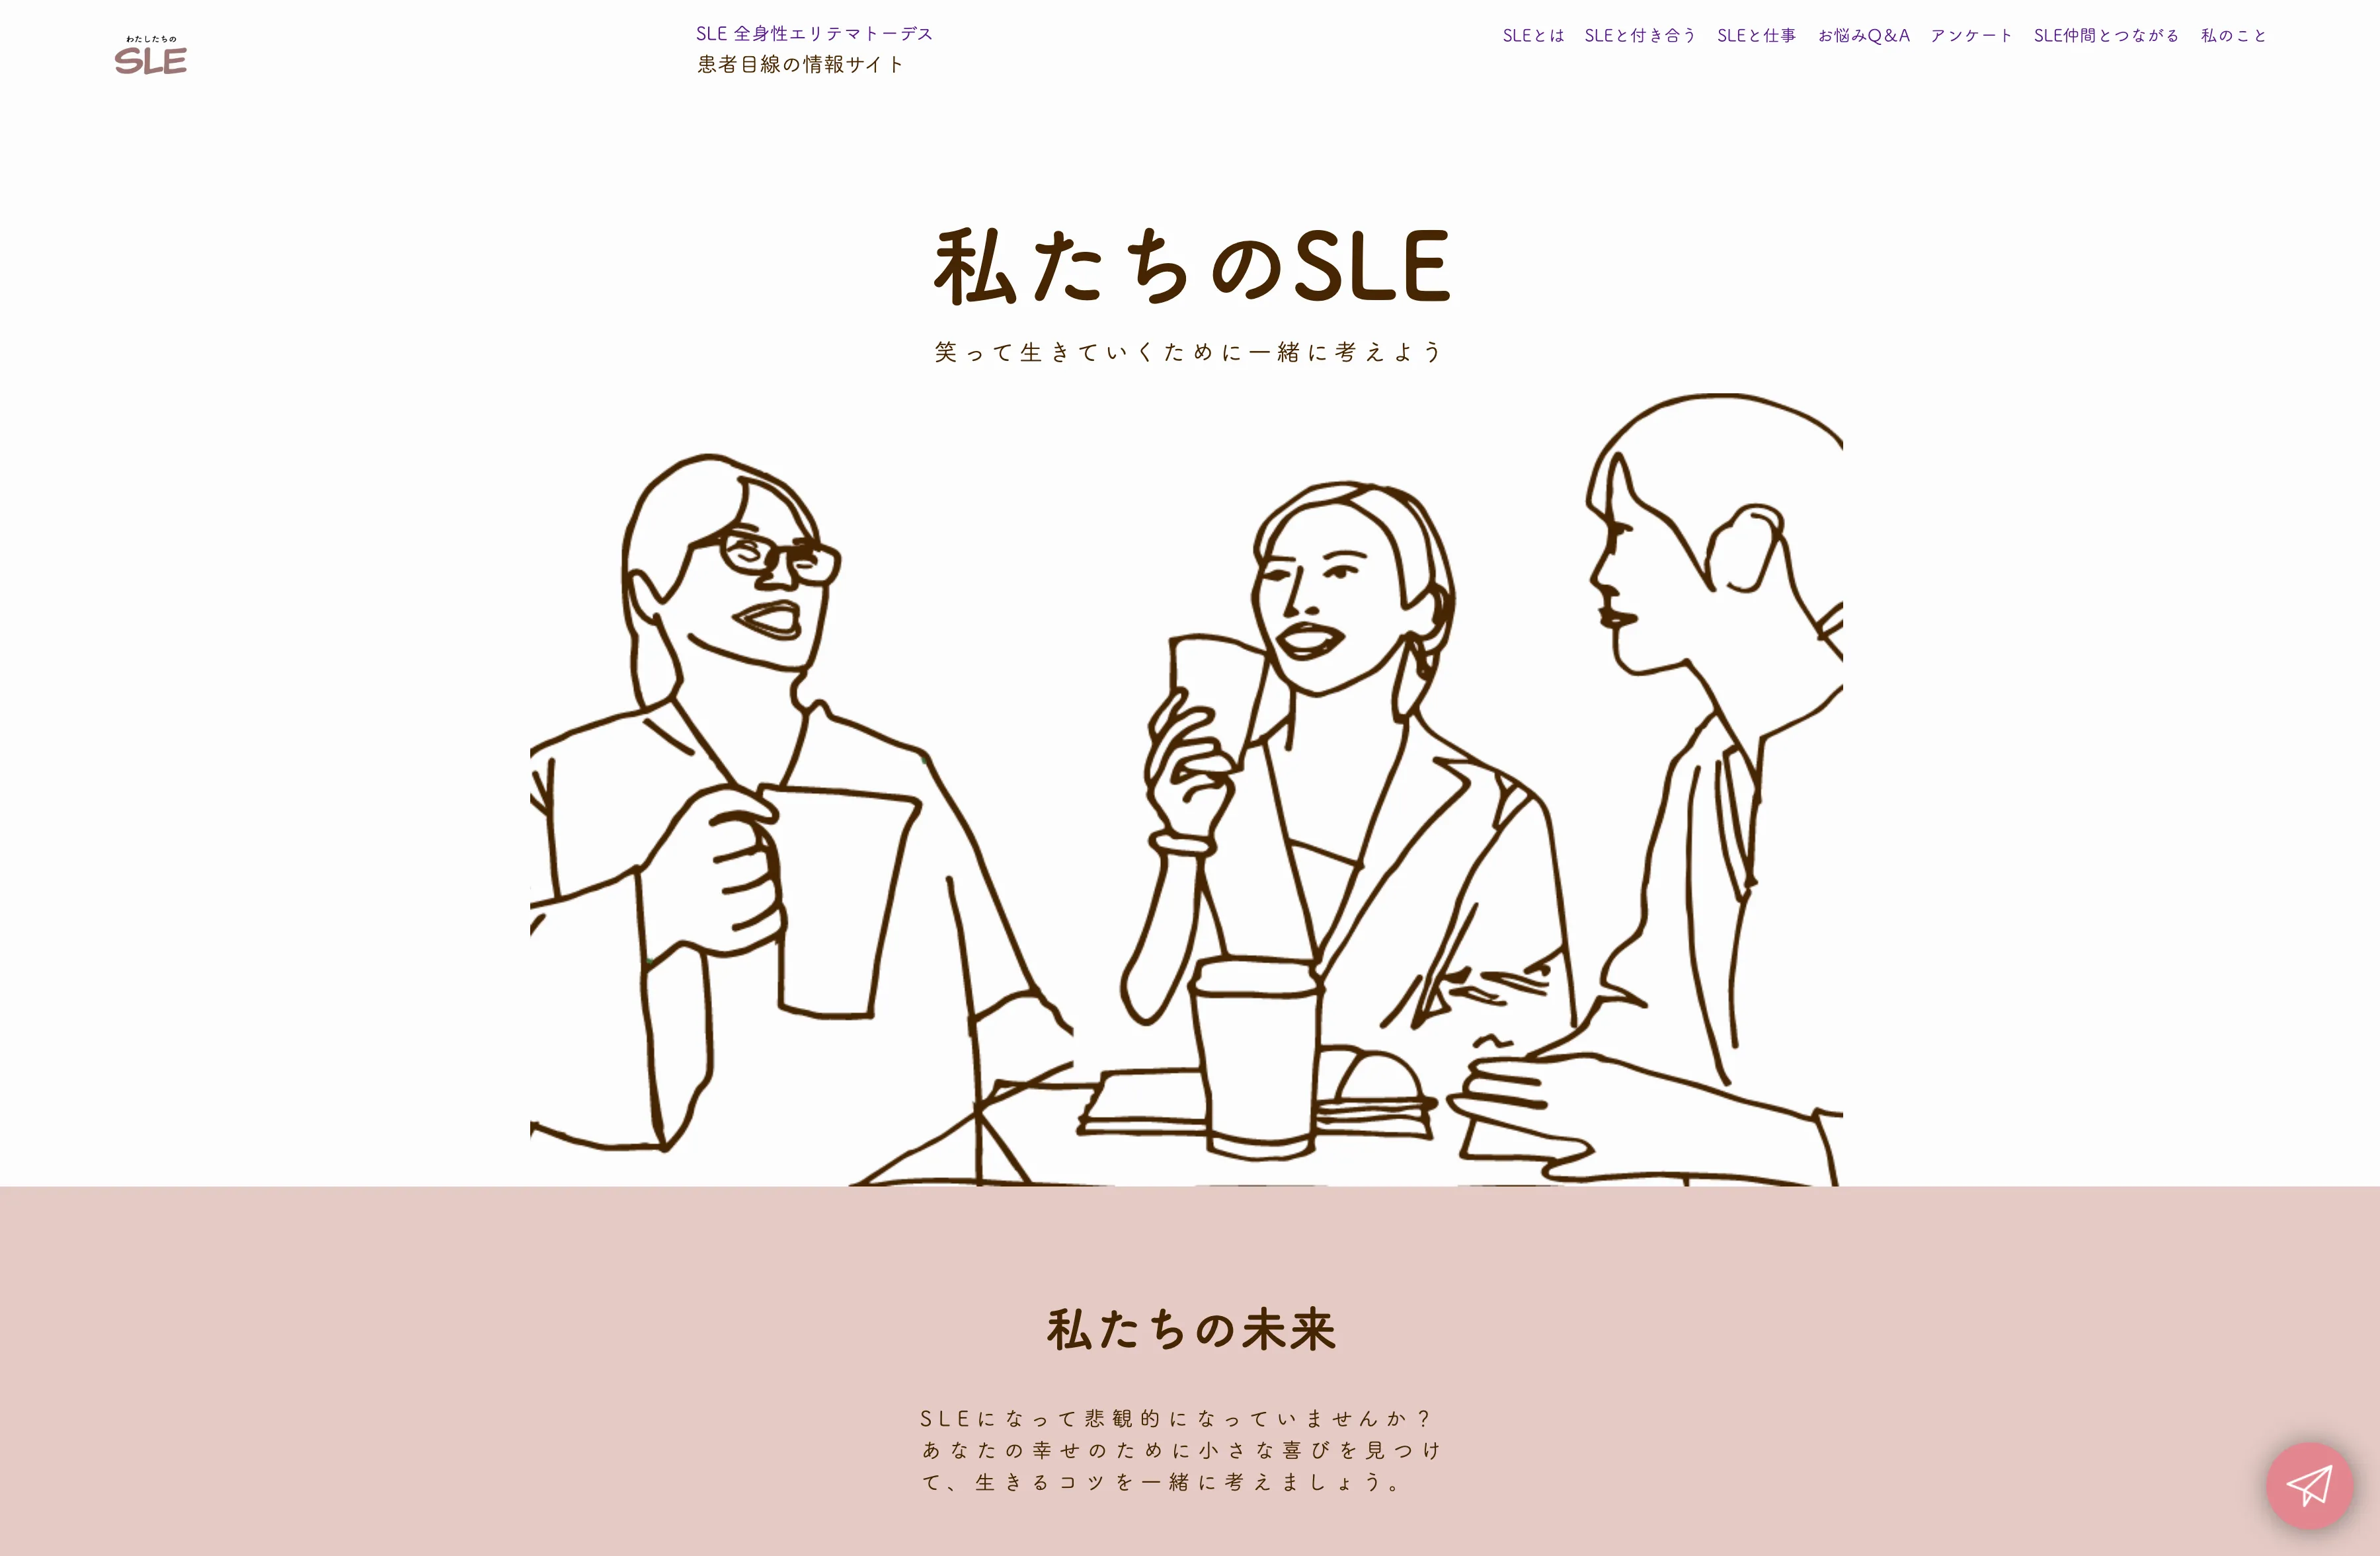 わたしたちの
SLE
SLE 全身性エリテマトーデス
患者目線の情報サイト
SLEとは SLEと付き合う SLEと仕事 お悩みQ&A アンケート SLE仲間とつながる 私のこと
私たちのSLE
笑って生きていくために一緒に考えよう
私たちの未来
SLEになって悲観的になっていませんか？
あなたの幸せのために小さな喜びを見つけ
て、生きるコツを一緒に考えましょう。